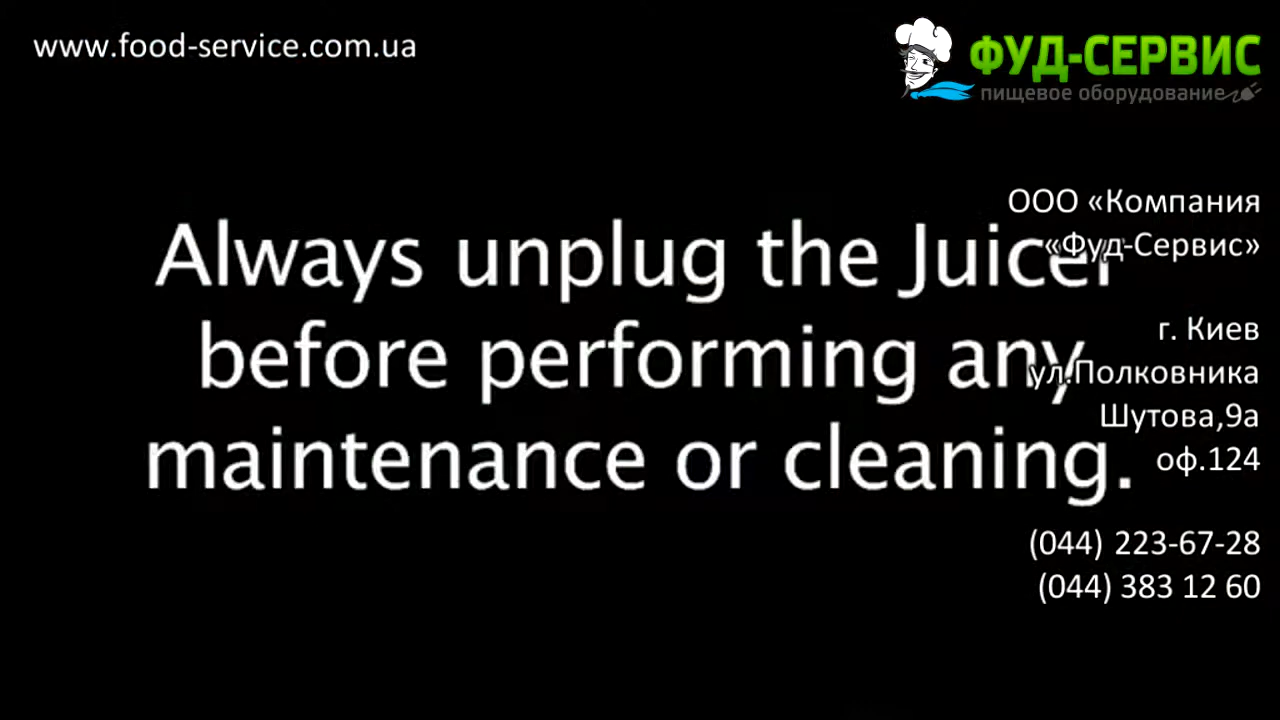 www.food-service.com.ua
ФУД-СЕРВИС
пищевое оборудование
ООО «Компания
«Фуд-Сервис»
Always unplug the Juicer
before performing any
maintenance or cleaning.
г. Киев
ул.Полковника
Шутова,9а
оф.124
(044) 223-67-28
(044) 383 12 60